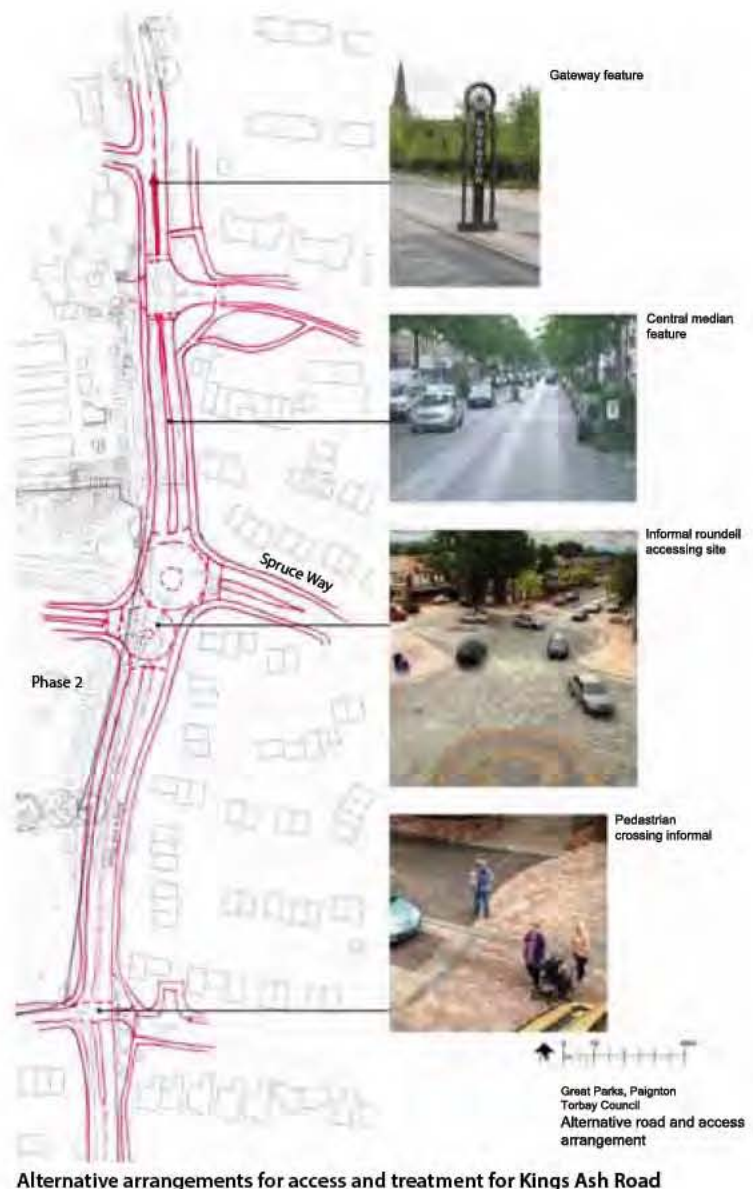 Gateway feature
Central median
feature
Informal roundell
accessing site
Spruce Way
Phase 2
Pedestrian
crossing informal
Great Parks, Paignton
Torbay Council
Alternative road and access
arrangement
Alternative arrangements for access and treatment for Kings Ash Road